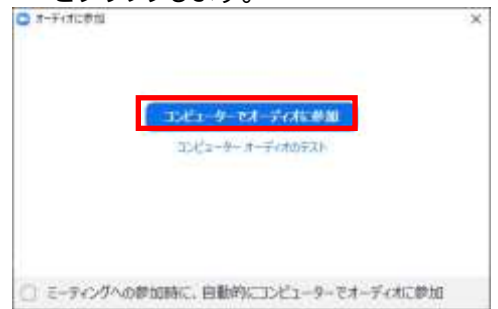 をクリックします。
オーディオに参加
コンピューターでオーディオに参加
コンピューター オーディオのテスト
ミーティングへの参加時に、自動的にコンピューターでオーディオに参加